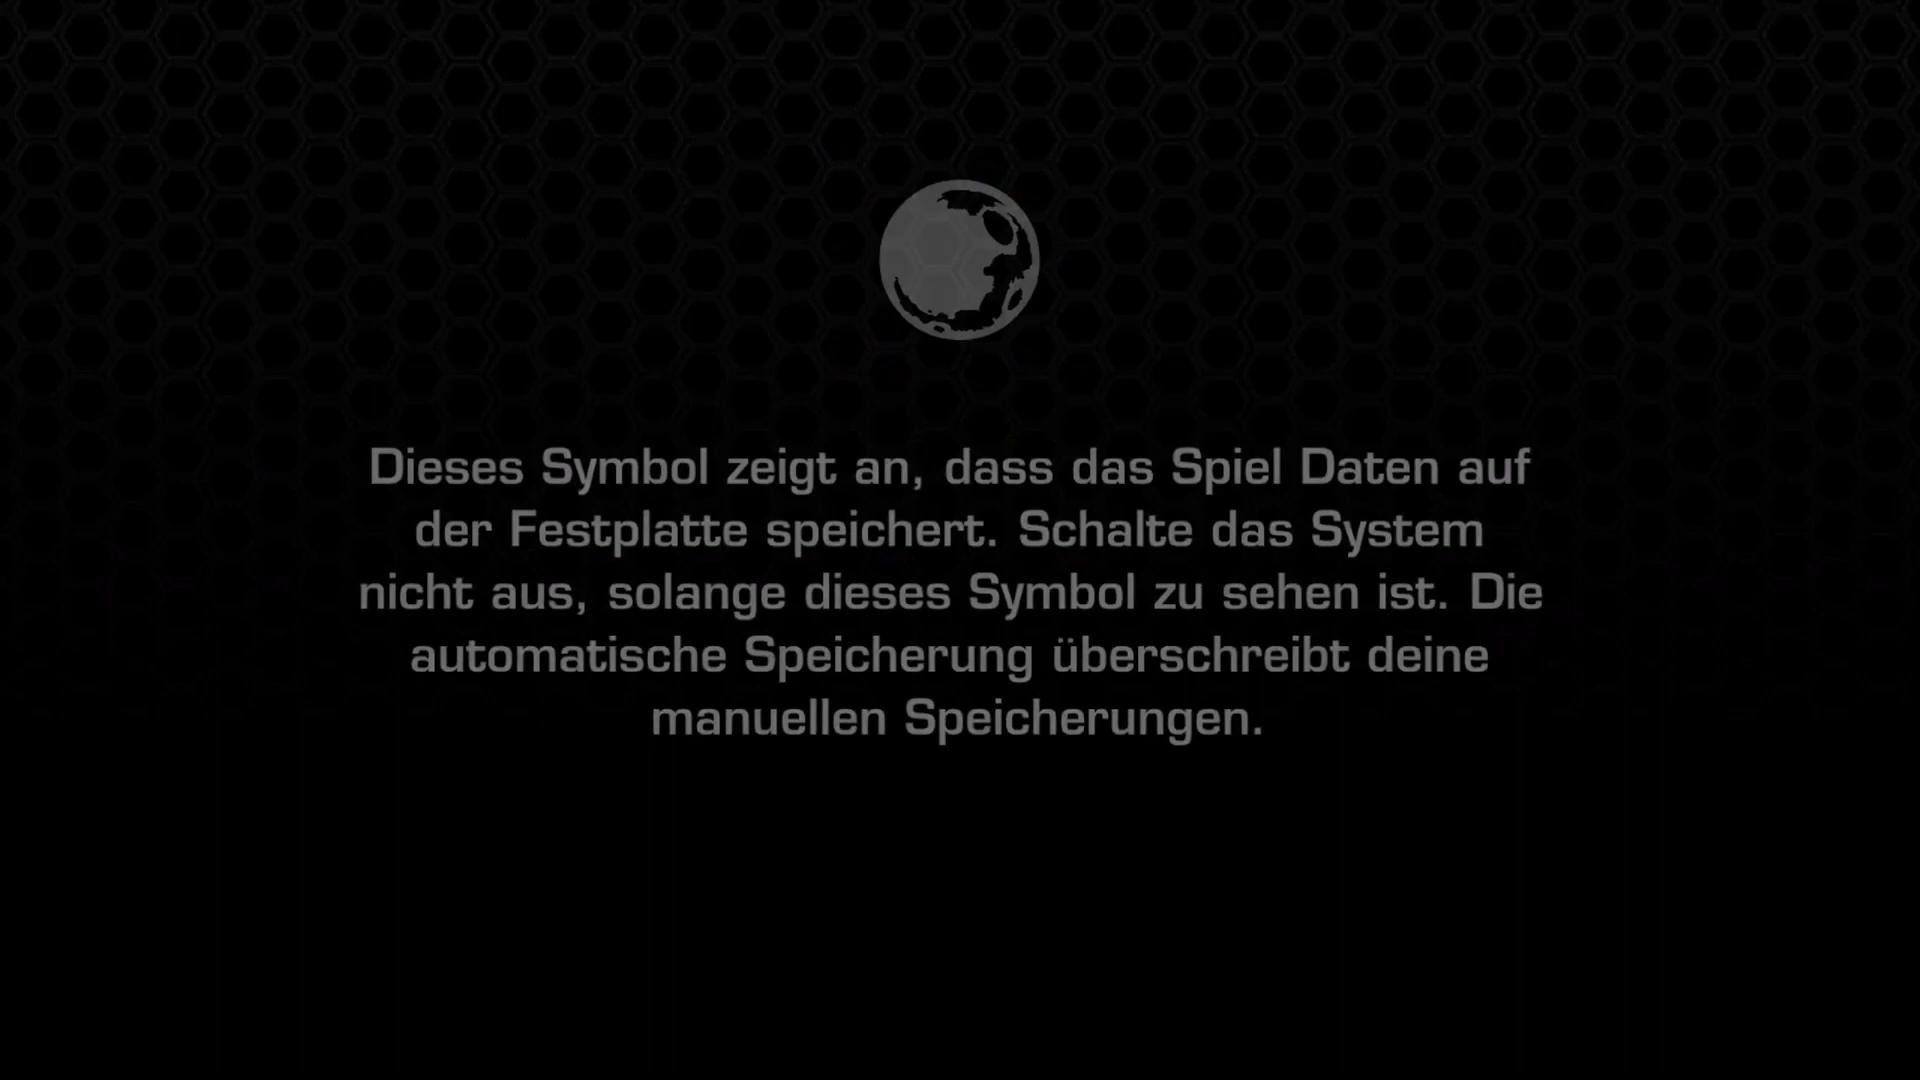 Dieses Symbol zeigt an, dass das Spiel Daten auf
der Festplatte speichert. Schalte das System
nicht aus, solange dieses Symbol zu sehen ist. Die
automatische Speicherung überschreibt deine
manuellen Speicherungen.